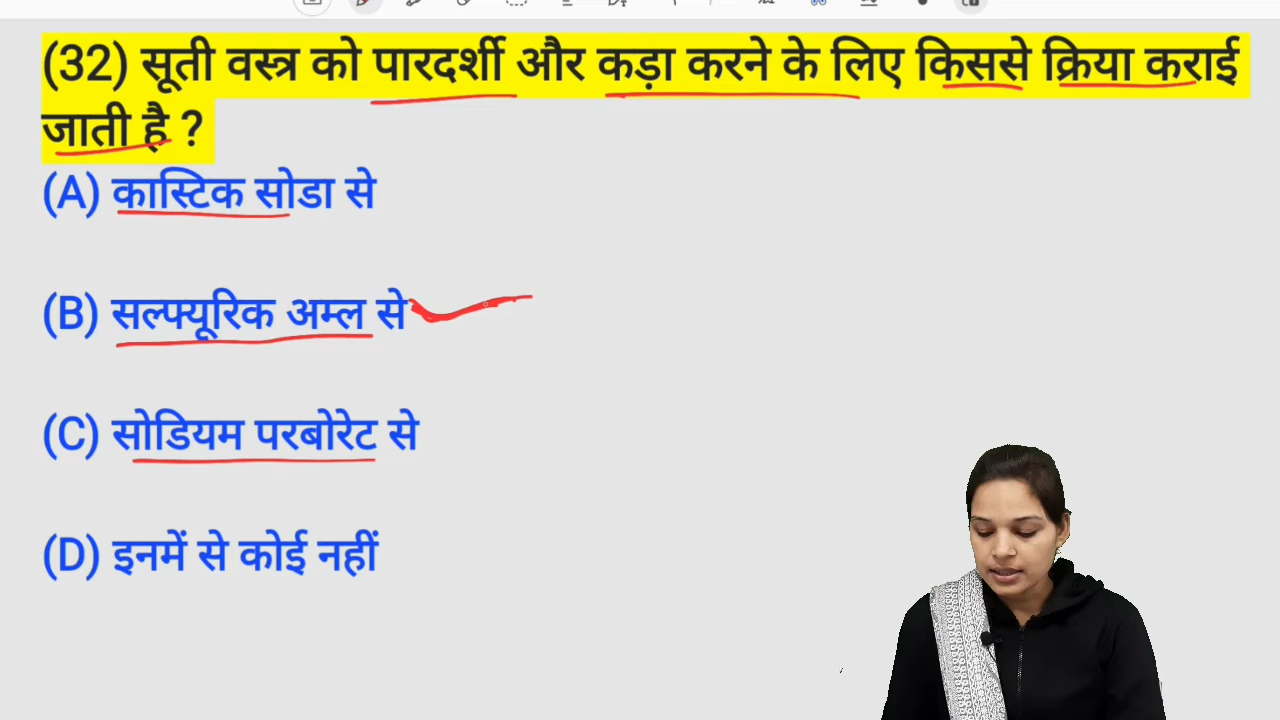 (32) सूती वस्त्र को पारदर्शी और कड़ा करने के लिए किससे क्रिया कराई
जाती है ?
(A) कास्टिक सोडा से
(B) सल्फ्यूरिक अम्ल से
(C) सोडियम परबोरेट से
(D) इनमें से कोई नहीं